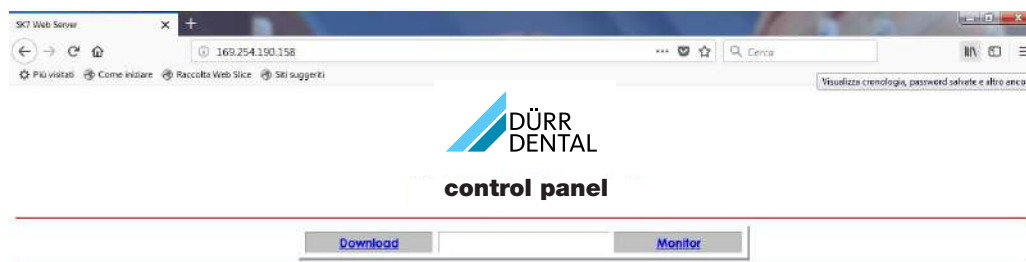 SK7 Web Server
169.254.190.158
Cerca
Più visitati Come iniziare Raccolta Web Slice Siti suggeriti
Visualizza cronologia, password salvate e altro anco
DÜRR
DENTAL
control panel
Download Monitor